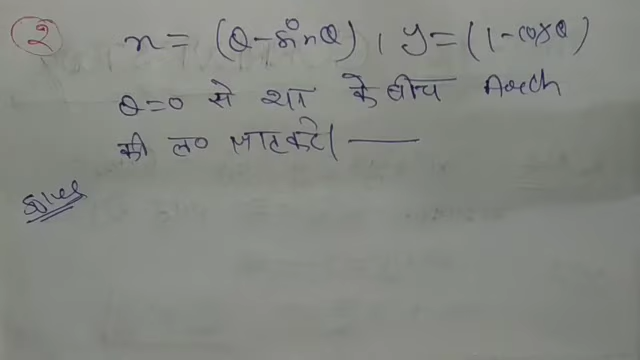 ② x = (θ - sinθ), y = (1 - cosθ)
θ=0 से के बीच Arch
की ल० ज्ञात करे। —
Solve